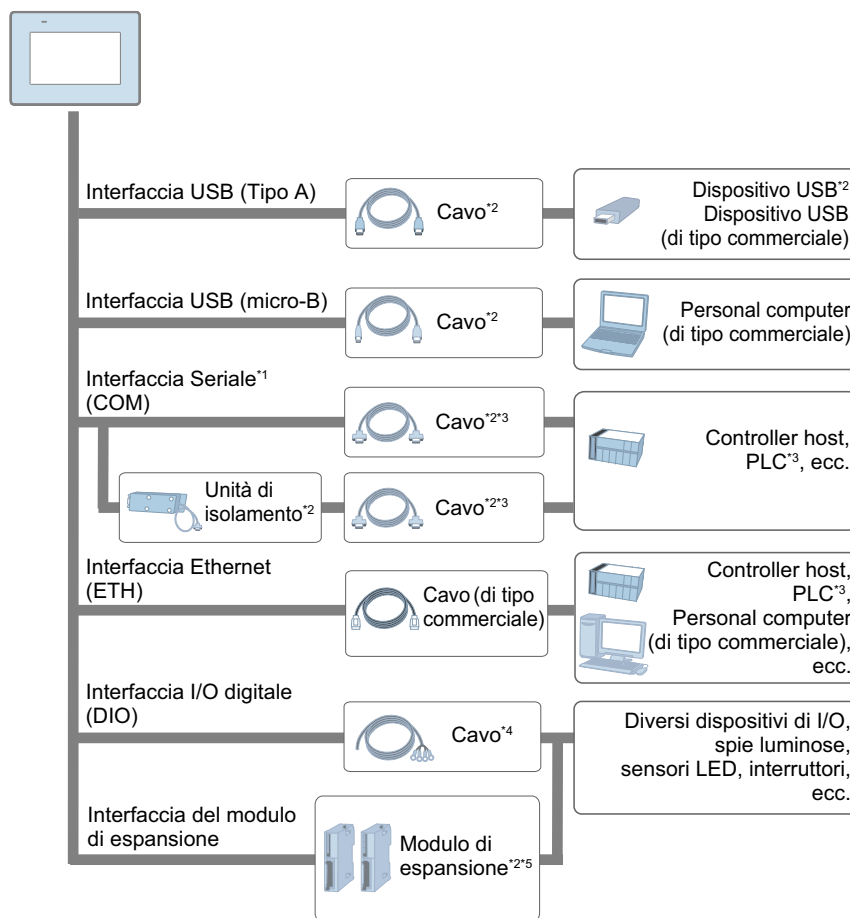 Interfaccia USB (Tipo A)
Cavo*2
Dispositivo USB*2
Dispositivo USB
(di tipo commerciale)
Interfaccia USB (micro-B)
Cavo*2
Personal computer
(di tipo commerciale)
Interfaccia Seriale*1
(COM)
Cavo*2*3
Controller host,
PLC*3, ecc.
Unità di
isolamento*2
Cavo*2*3
Interfaccia Ethernet
(ETH)
Cavo (di tipo
commerciale)
Controller host,
PLC*3,
Personal computer
(di tipo commerciale),
ecc.
Interfaccia I/O digitale
(DIO)
Cavo*4
Diversi dispositivi di I/O,
spie luminose,
sensori LED, interruttori,
ecc.
Interfaccia del modulo
di espansione
Modulo di
espansione*2*5